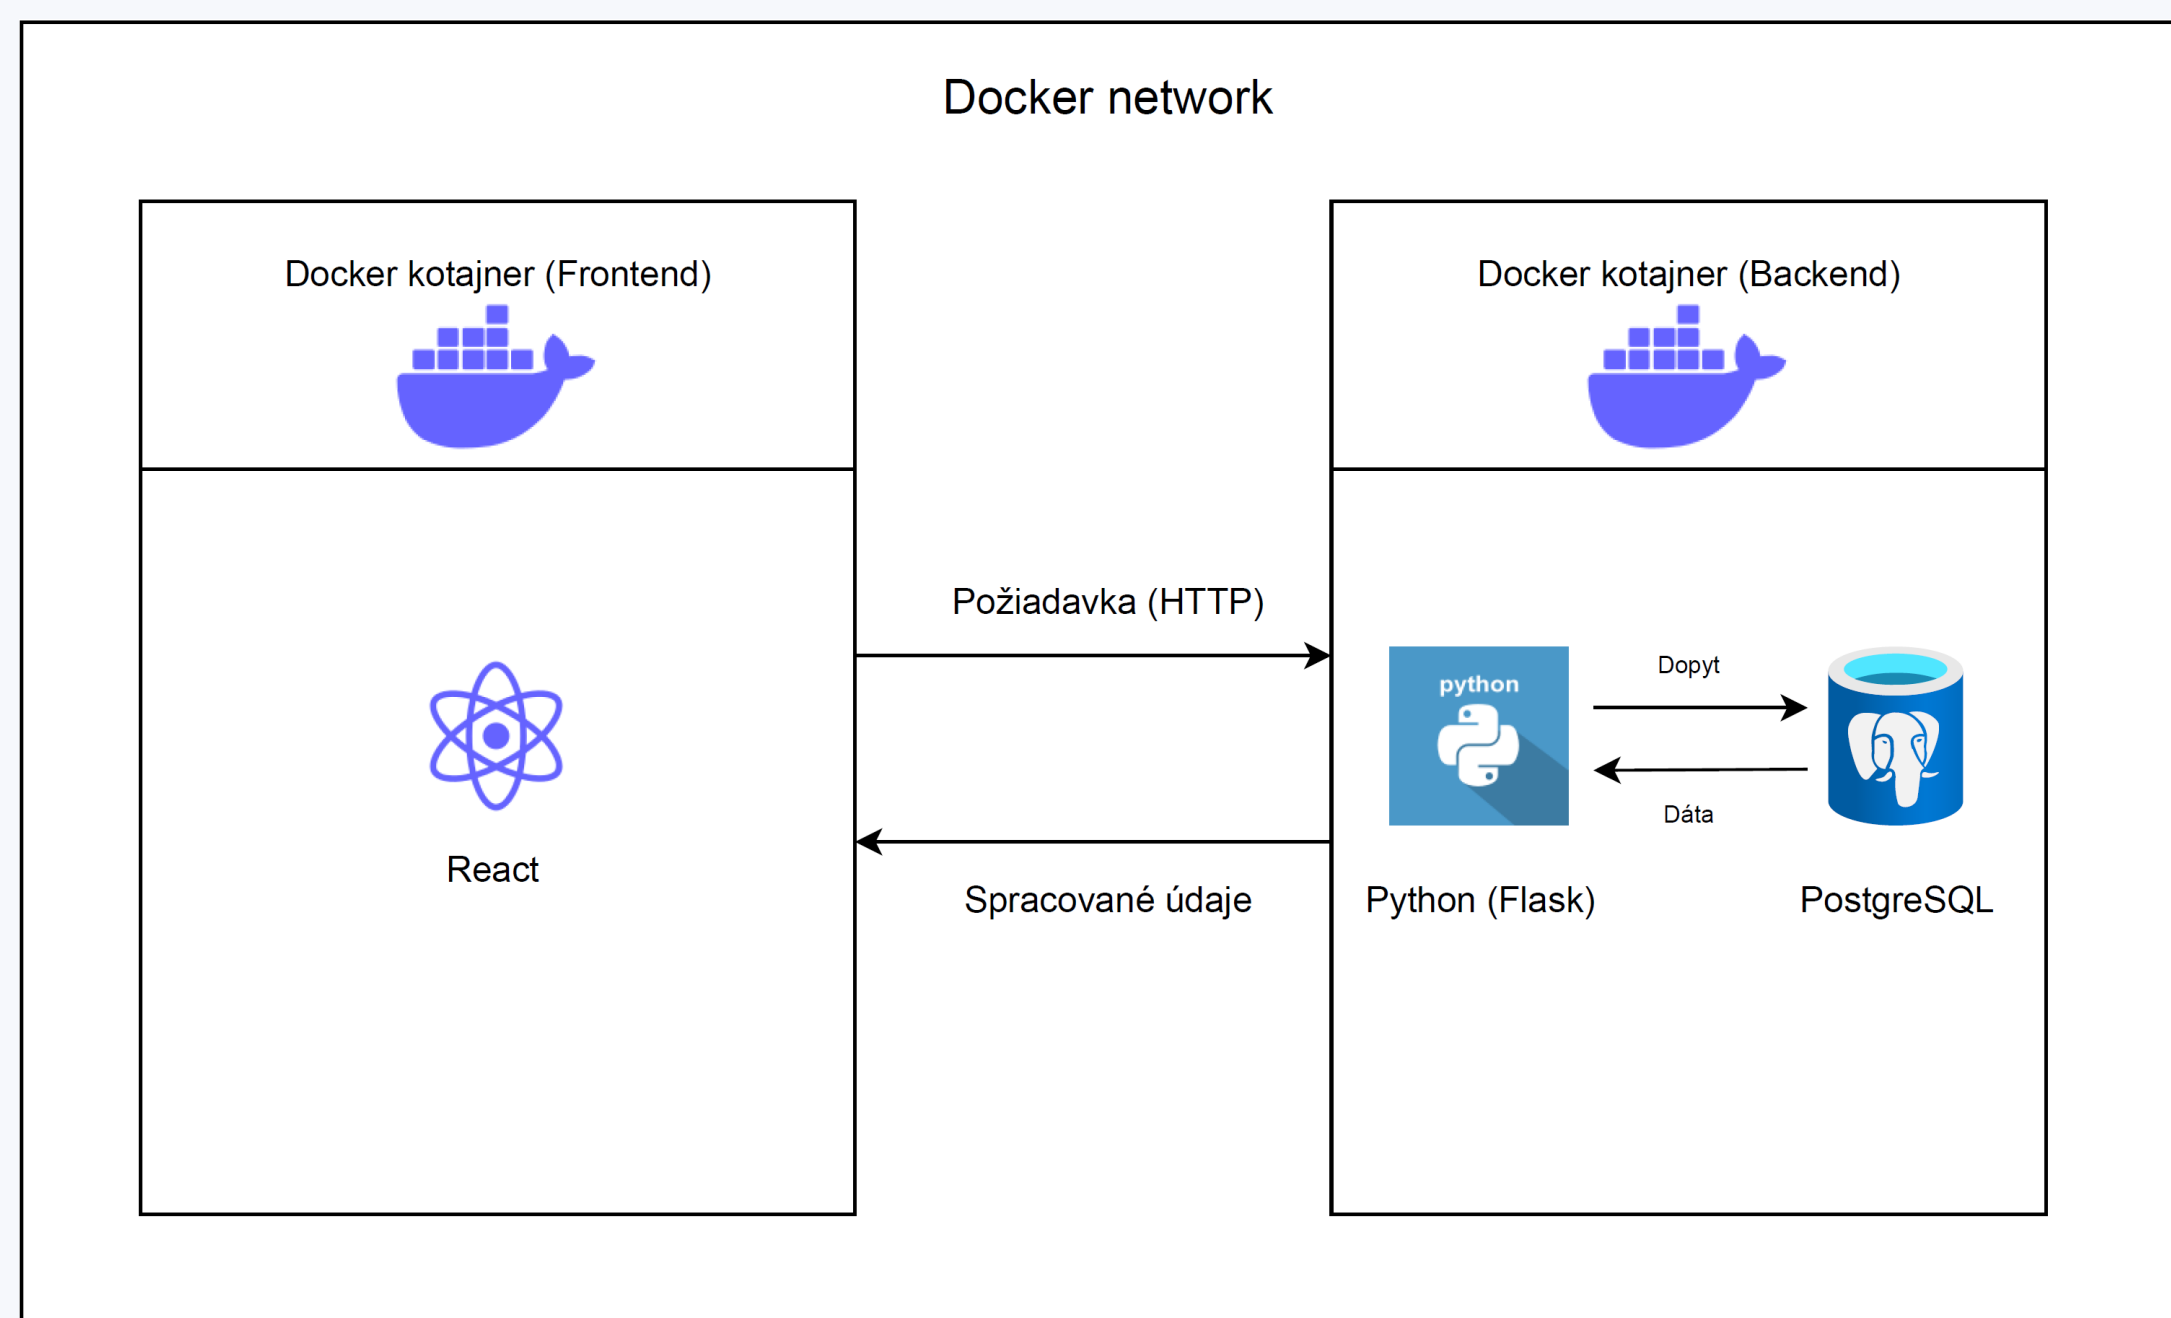 Docker network
Docker kotajner (Frontend)
Docker kotajner (Backend)
Požiadavka (HTTP)
python
Dopyt
Dáta
React
Spracované údaje
Python (Flask)
PostgreSQL